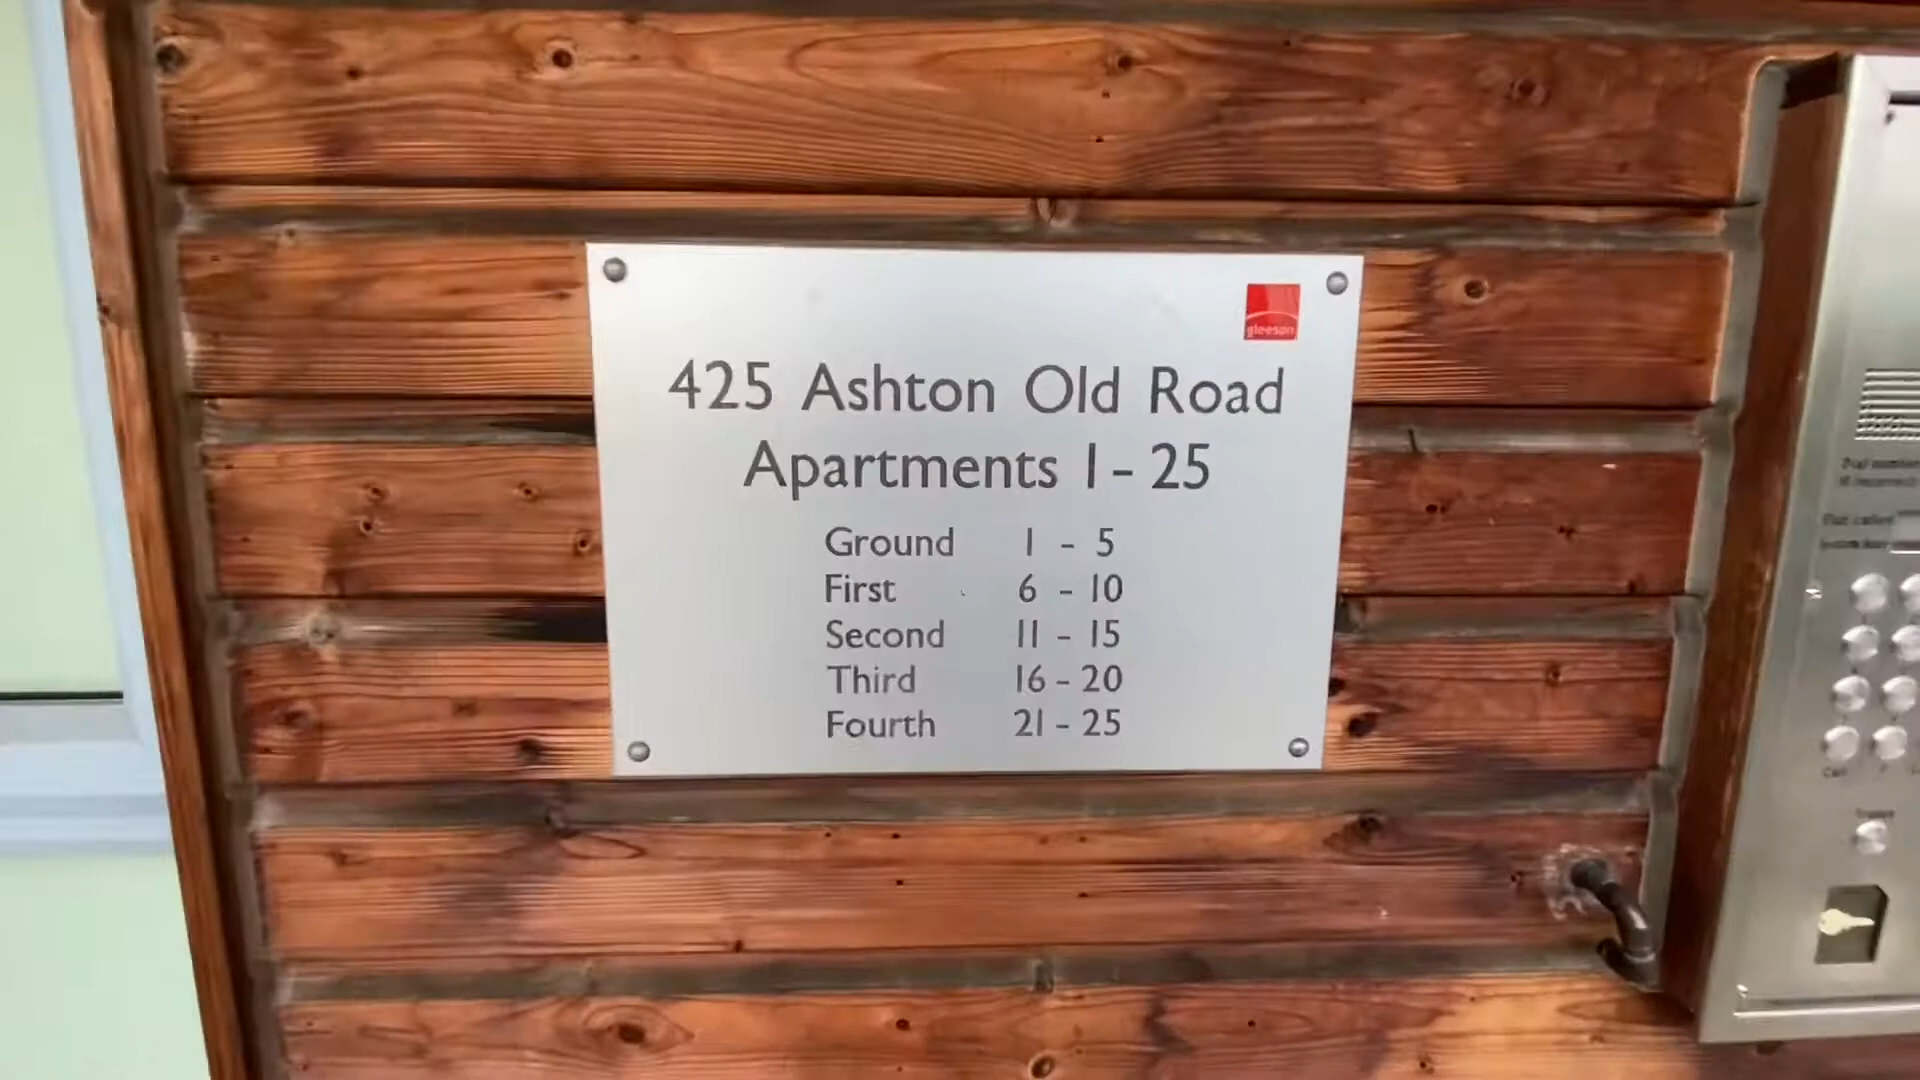 gleeson
425 Ashton Old Road
Apartments 1 - 25
Ground 1 - 5
First 6 - 10
Second 11 - 15
Third 16 - 20
Fourth 21 - 25